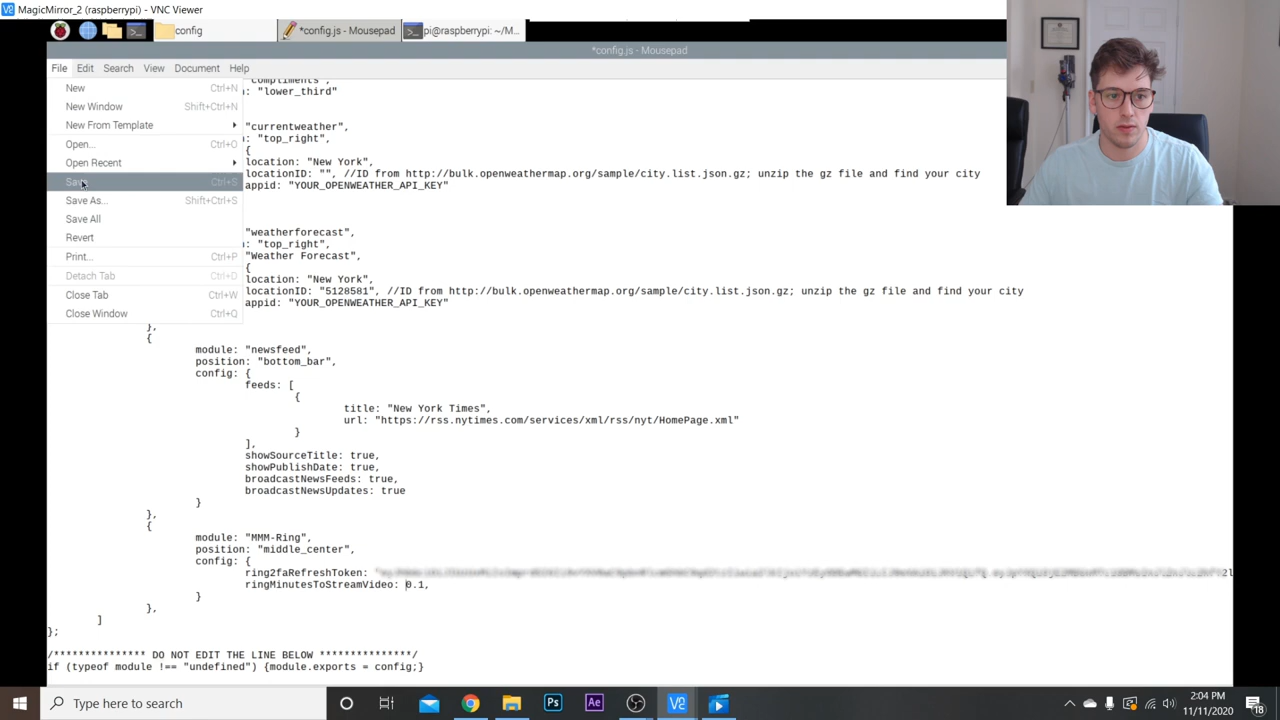 MagicMirror_2 (raspberrypi) - VNC Viewer
config
*config.js - Mousepad
pi@raspberrypi: ~/M...
*config.js - Mousepad
File Edit Search View Document Help
New Ctrl+N
New Window Shift+Ctrl+N
New From Template
Open... Ctrl+O
Open Recent
Save Ctrl+S
Save As... Shift+Ctrl+S
Save All
Revert
Print... Ctrl+P
Detach Tab Ctrl+D
Close Tab Ctrl+W
Close Window Ctrl+Q
"compliments",
: "lower_third"
"currentweather",
: "top_right",
{
location: "New York",
locationID: "", //ID from http://bulk.openweathermap.org/sample/city.list.json.gz; unzip the gz file and find your city
appid: "YOUR_OPENWEATHER_API_KEY"
"weatherforecast",
: "top_right",
"Weather Forecast",
{
location: "New York",
locationID: "5128581", //ID from http://bulk.openweathermap.org/sample/city.list.json.gz; unzip the gz file and find your city
appid: "YOUR_OPENWEATHER_API_KEY"
},
{
module: "newsfeed",
position: "bottom_bar",
config: {
feeds: [
{
title: "New York Times",
url: "https://rss.nytimes.com/services/xml/rss/nyt/HomePage.xml"
}
],
showSourceTitle: true,
showPublishDate: true,
broadcastNewsFeeds: true,
broadcastNewsUpdates: true
}
},
{
module: "MMM-Ring",
position: "middle_center",
config: {
ring2faRefreshToken:
ringMinutesToStreamVideo: 0.1,
}
},
]
};
/*************** DO NOT EDIT THE LINE BELOW ***************/
if (typeof module !== "undefined") {module.exports = config;}
Type here to search
Ps
Ae
2:04 PM
11/11/2020
18